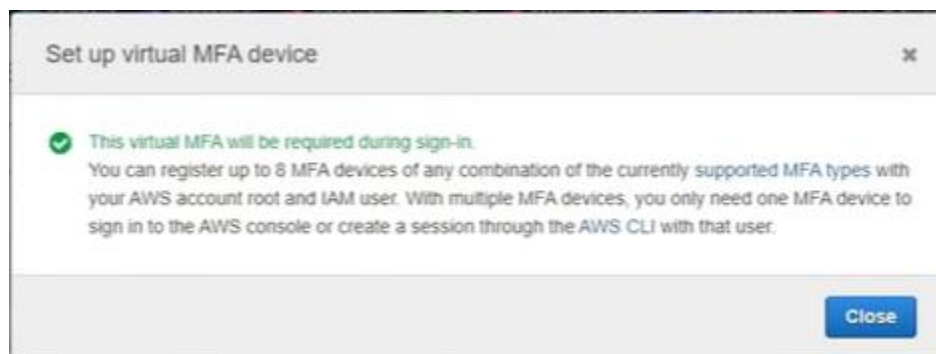 Set up virtual MFA device
This virtual MFA will be required during sign-in.
You can register up to 8 MFA devices of any combination of the currently supported MFA types with
your AWS account root and IAM user. With multiple MFA devices, you only need one MFA device to
sign in to the AWS console or create a session through the AWS CLI with that user.
Close